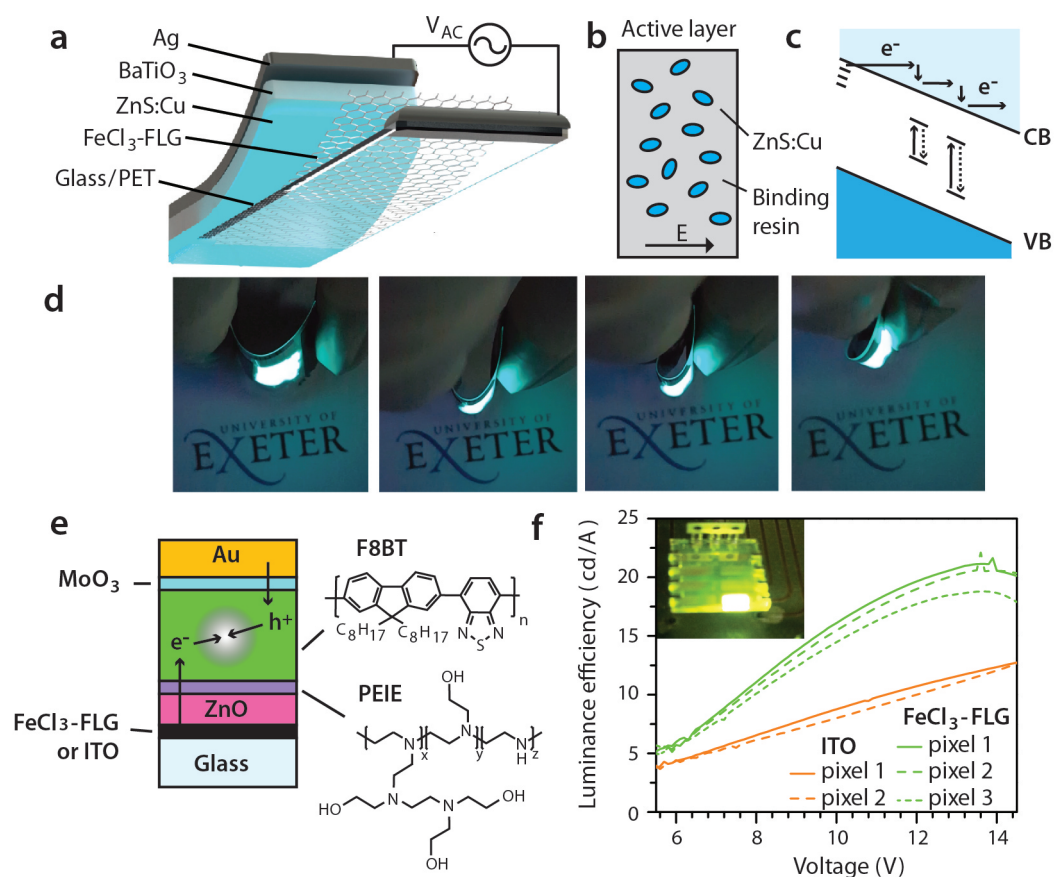 a
V_AC
Ag
BaTiO₃
ZnS:Cu
FeCl₃-FLG
Glass/PET
b
Active layer
ZnS:Cu
Binding
resin
E
c
e⁻
e⁻
CB
VB
d
UNIVERSITY OF
EXETER
UNIVERSITY OF
EXETER
UNIVERSITY OF
EXETER
UNIVERSITY OF
EXETER
e
Au
MoO₃
h⁺
e⁻
ZnO
FeCl₃-FLG
or ITO
Glass
F8BT
C₈H₁₇
C₈H₁₇
N
S
N
n
PEIE
OH
N
x
N
y
N
H
z
HO
N
N
OH
OH
f
Luminance efficiency (cd/A)
25
20
15
10
5
0
6
8
10
12
14
Voltage (V)
ITO
pixel 1
pixel 2
FeCl₃-FLG
pixel 1
pixel 2
pixel 3